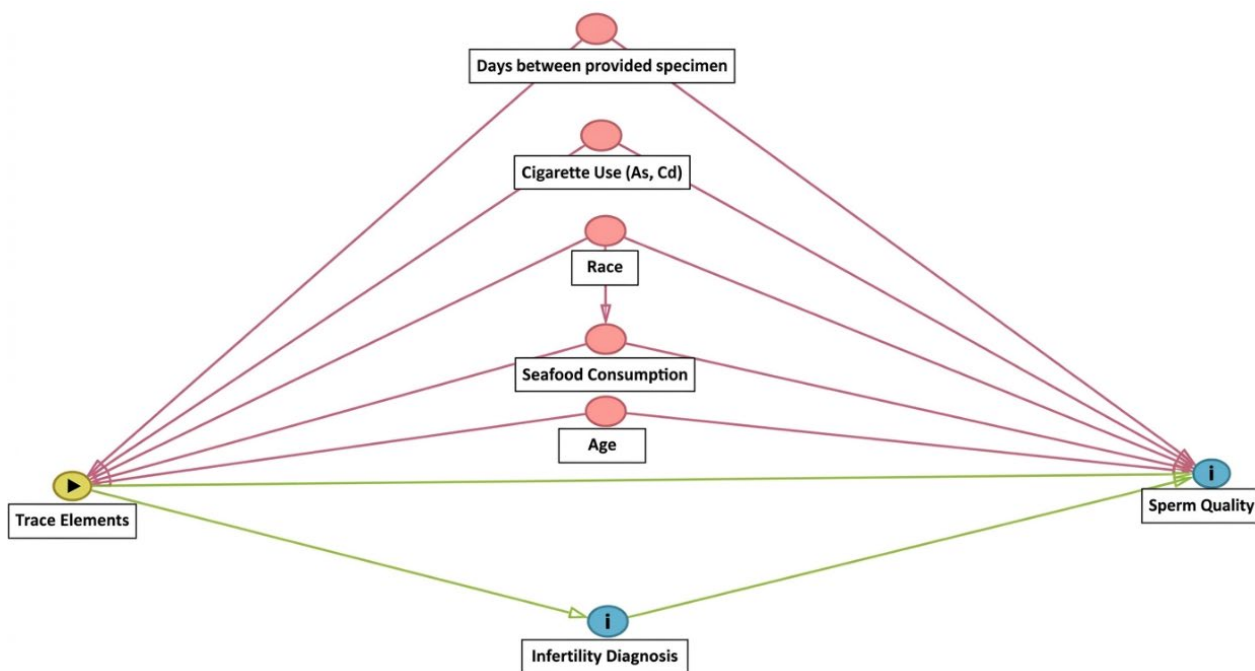 Days between provided specimen
Cigarette Use (As, Cd)
Race
Seafood Consumption
Age
Trace Elements
i
Sperm Quality
i
Infertility Diagnosis